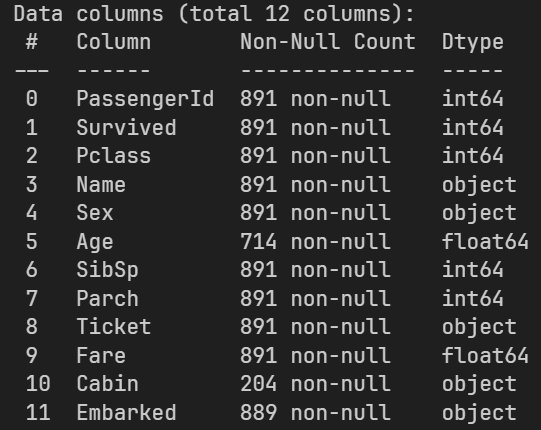 Data columns (total 12 columns):
 #   Column       Non-Null Count  Dtype
---  ------       --------------  -----
 0   PassengerId  891 non-null    int64
 1   Survived     891 non-null    int64
 2   Pclass       891 non-null    int64
 3   Name         891 non-null    object
 4   Sex          891 non-null    object
 5   Age          714 non-null    float64
 6   SibSp        891 non-null    int64
 7   Parch        891 non-null    int64
 8   Ticket       891 non-null    object
 9   Fare         891 non-null    float64
 10  Cabin        204 non-null    object
 11  Embarked     889 non-null    object